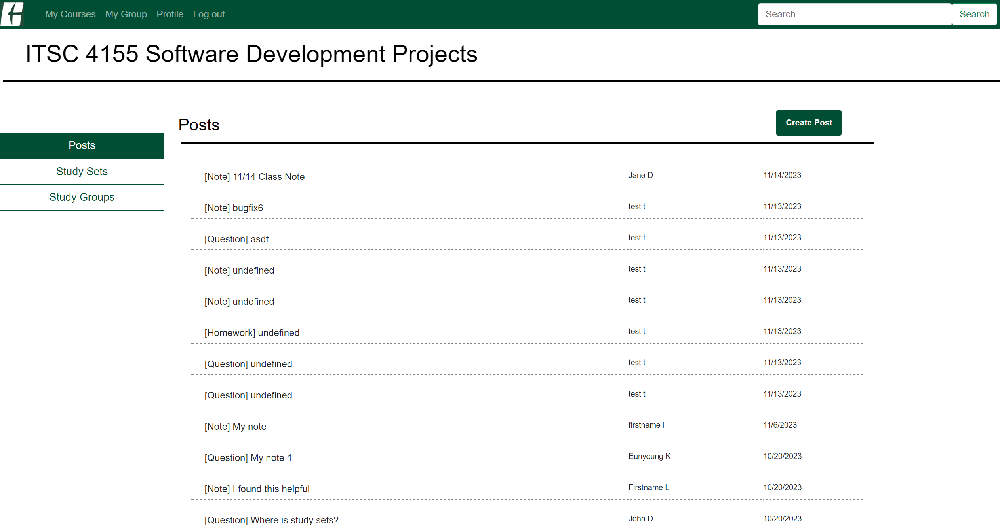 My Courses My Group Profile Log out Search... Search
ITSC 4155 Software Development Projects
Posts Create Post
Posts
Study Sets
Study Groups
[Note] 11/14 Class Note Jane D 11/14/2023
[Note] bugfix6 test t 11/13/2023
[Question] asdf test t 11/13/2023
[Note] undefined test t 11/13/2023
[Note] undefined test t 11/13/2023
[Homework] undefined test t 11/13/2023
[Question] undefined test t 11/13/2023
[Question] undefined test t 11/13/2023
[Note] My note firstname l 11/6/2023
[Question] My note 1 Eunyoung K 10/20/2023
[Note] I found this helpful Firstname L 10/20/2023
[Question] Where is study sets? John D 10/20/2023